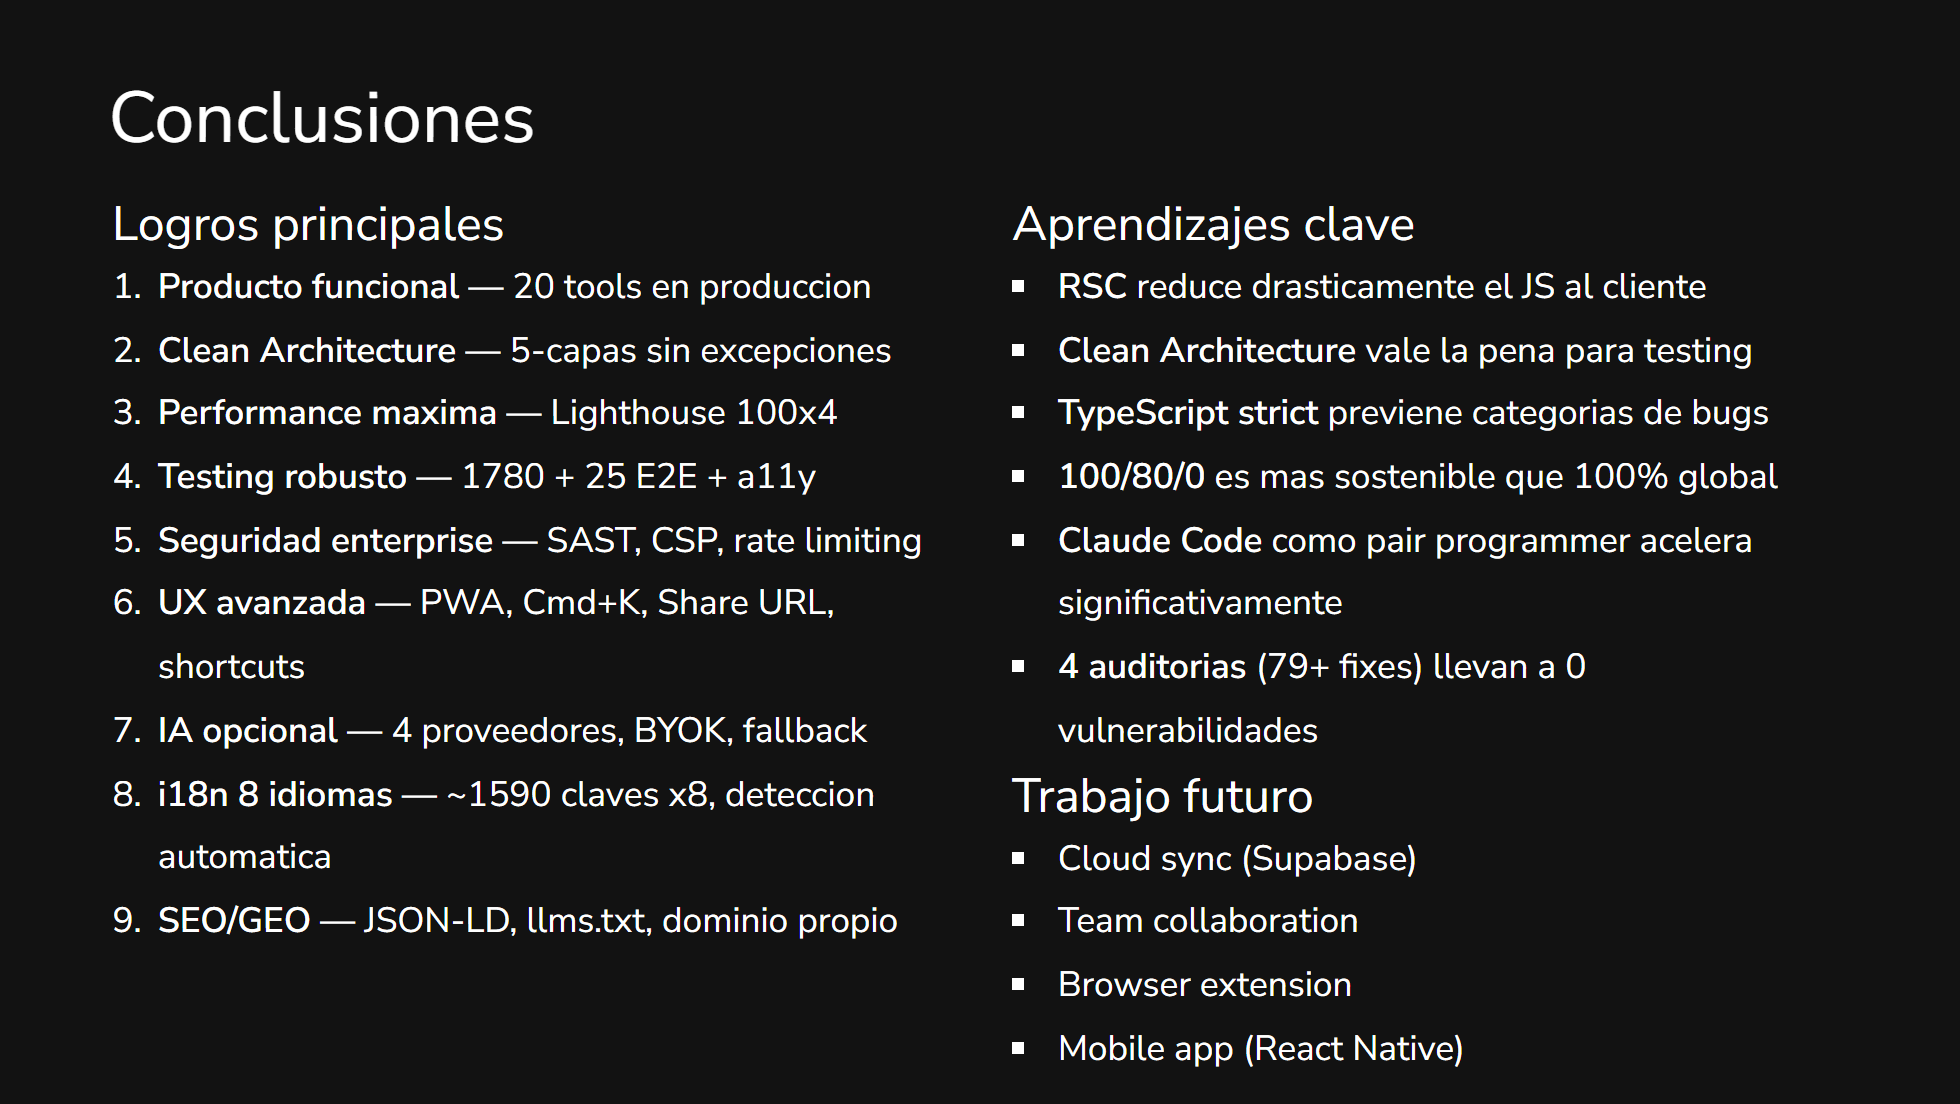 Conclusiones
Logros principales
1. Producto funcional — 20 tools en produccion
2. Clean Architecture — 5-capas sin excepciones
3. Performance maxima — Lighthouse 100x4
4. Testing robusto — 1780 + 25 E2E + a11y
5. Seguridad enterprise — SAST, CSP, rate limiting
6. UX avanzada — PWA, Cmd+K, Share URL,
shortcuts
7. IA opcional — 4 proveedores, BYOK, fallback
8. i18n 8 idiomas — ~1590 claves x8, deteccion
automatica
9. SEO/GEO — JSON-LD, llms.txt, dominio propio
Aprendizajes clave
▪ RSC reduce drasticamente el JS al cliente
▪ Clean Architecture vale la pena para testing
▪ TypeScript strict previene categorias de bugs
▪ 100/80/0 es mas sostenible que 100% global
▪ Claude Code como pair programmer acelera
significativamente
▪ 4 auditorias (79+ fixes) llevan a 0
vulnerabilidades
Trabajo futuro
▪ Cloud sync (Supabase)
▪ Team collaboration
▪ Browser extension
▪ Mobile app (React Native)